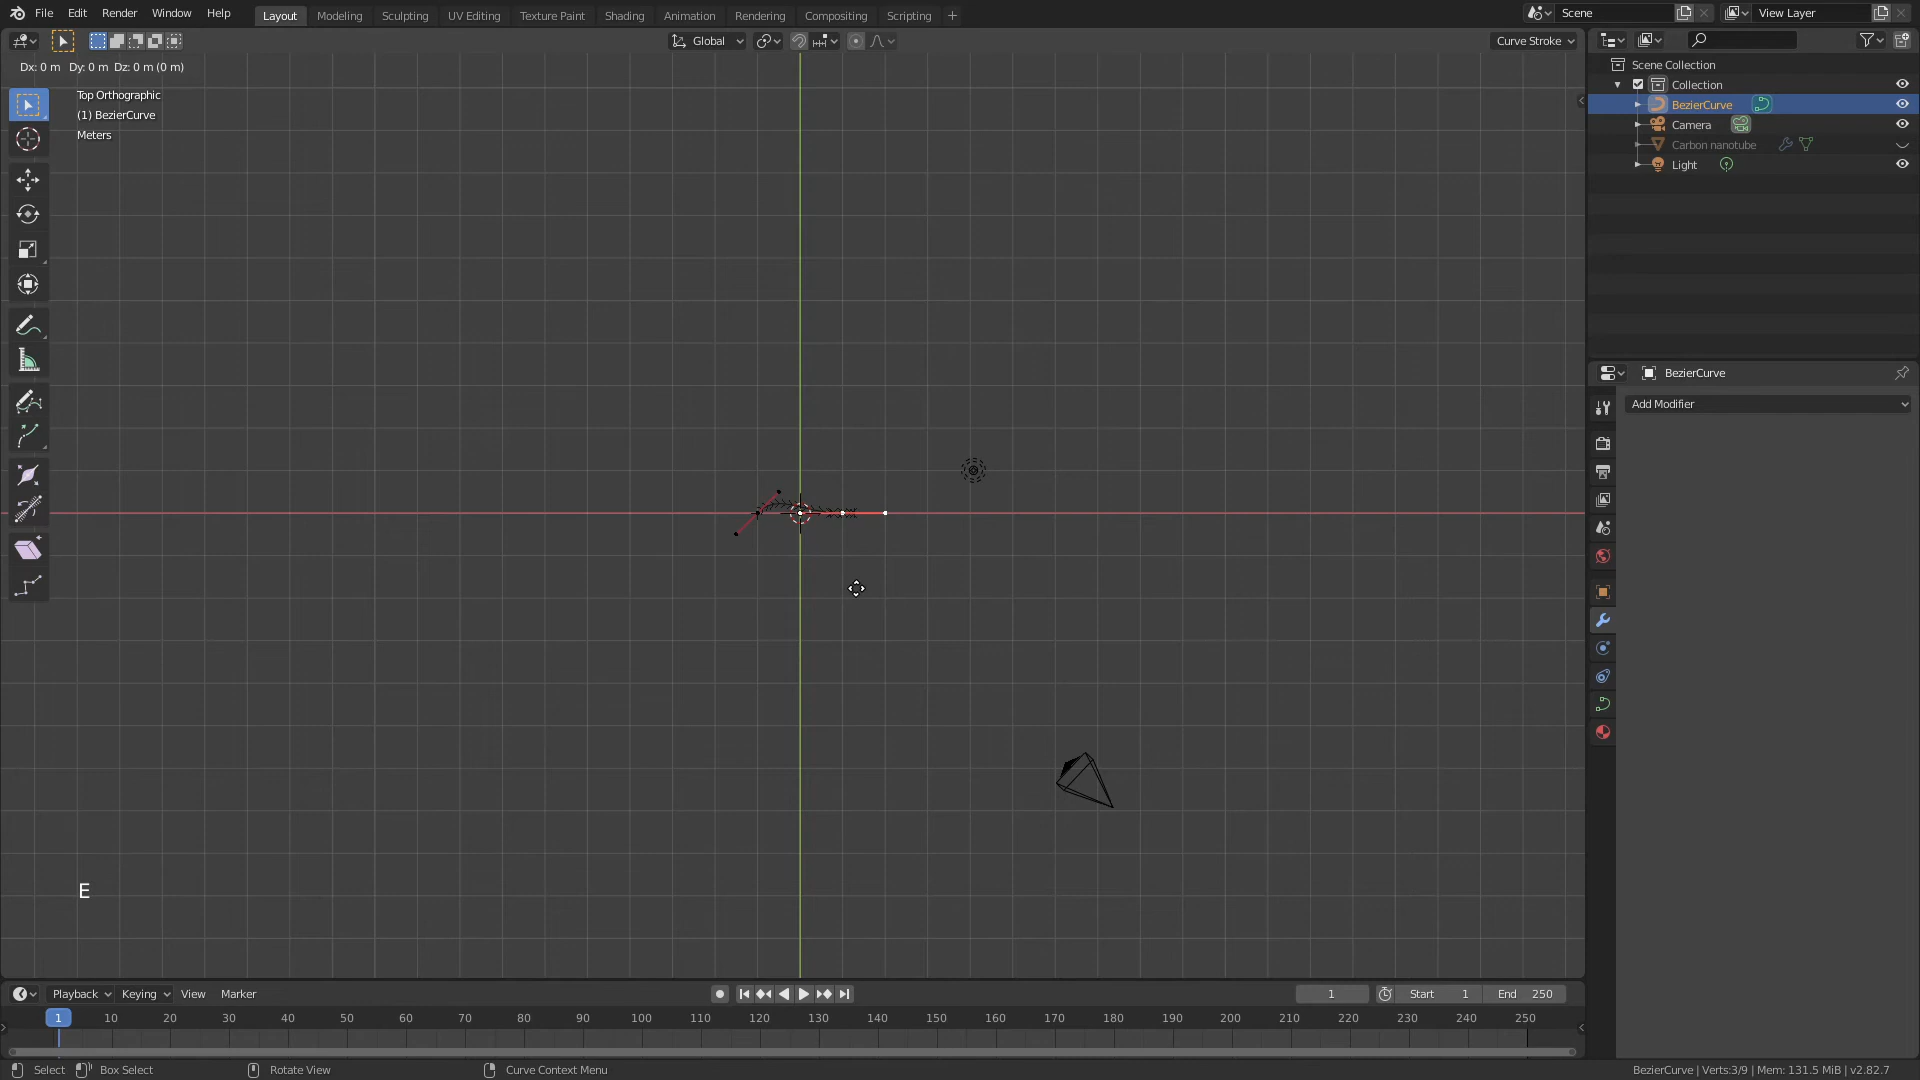 File Edit Render Window Help Layout Modeling Sculpting UV Editing Texture Paint Shading Animation Rendering Compositing Scripting + Scene View Layer
Global Curve Stroke
Dx: 0 m Dy: 0 m Dz: 0 m (0 m)
Top Orthographic
(1) BezierCurve
Meters
E
Scene Collection
Collection
BezierCurve
Camera
Carbon nanotube
Light
BezierCurve
Add Modifier
Playback Keying View Marker 1 Start 1 End 250
1 10 20 30 40 50 60 70 80 90 100 110 120 130 140 150 160 170 180 190 200 210 220 230 240 250
Select Box Select Rotate View Curve Context Menu BezierCurve | Verts:3/9 | Mem: 131.5 MiB | v2.82.7